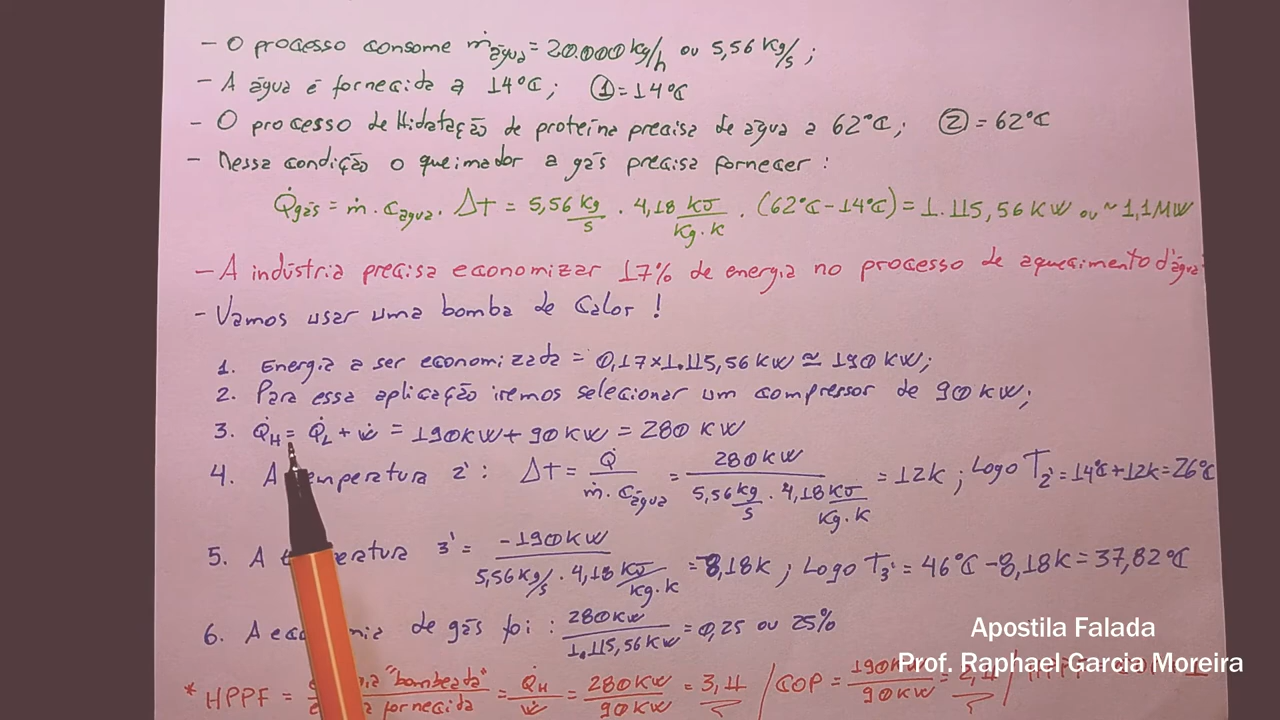 - O processo consome ṁágua = 20.000 kg/h ou 5,56 kg/s;
- A água é fornecida a 14°C; ① = 14°C
- O processo de Hidratação de proteína precisa de água a 62°C; ② = 62°C
- Nessa condição o queimador a gás precisa fornecer:
Q̇gás = ṁ . Cágua . Δt = 5,56 kg/s . 4,18 kJ/kg.k . (62°C - 14°C) = 1.115,56 KW ou ~ 1,1 MW
- A indústria precisa economizar 17% de energia no processo de aquecimento d'água
- Vamos usar uma bomba de calor!
1. Energia a ser economizada = 0,17 x 1.115,56 KW ≃ 190 KW;
2. Para essa aplicação iremos selecionar um compressor de 90 KW;
3. Q̇H = Q̇L + ẇ = 190 KW + 90 KW = 280 KW
4. A temperatura 2': Δt = Q̇/ṁ . Cágua = 280 KW/5,56 kg/s . 4,18 KJ/kg.k = 12k; Logo T2' = 14°C + 12k = 26°C
5. A 3' = -190 KW/5,56 kg/s . 4,18 KJ/kg.k = -8,18k; Logo T3' = 46°C - 8,18k = 37,82°C
6. A de gás foi: 280 KW/1.115,56 KW = 0,25 ou 25%
* HPPF = "bombeada"/fornecida = Q̇H/ẇ = 280 KW/90 KW = 3,1 / COP = 190 KW/90 KW = 2,1 /
Apostila Falada
Prof. Raphael Garcia Moreira